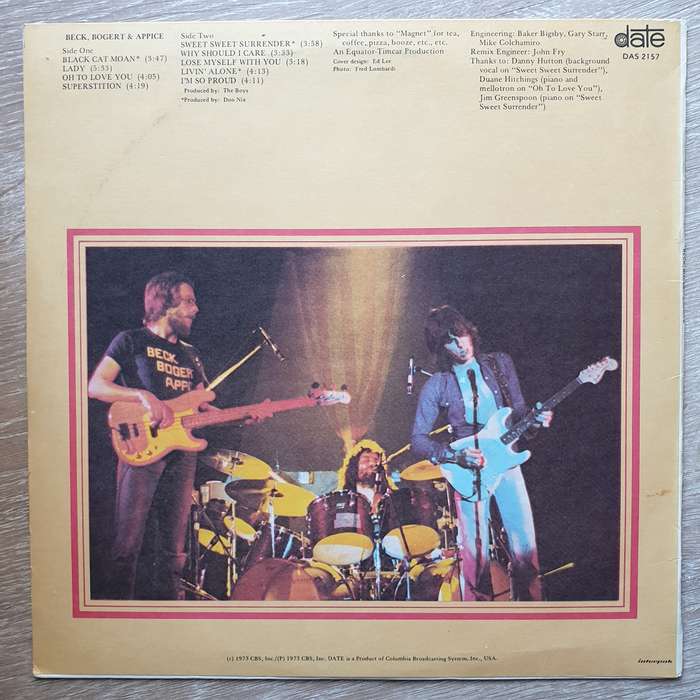 BECK, BOGERT & APPICE
Side One
BLACK CAT MOAN* (3:47)
LADY (5:33)
OH TO LOVE YOU (4:05)
SUPERSTITION (4:19)
Side Two
SWEET SWEET SURRENDER* (3:58)
WHY SHOULD I CARE (3:33)
LOSE MYSELF WITH YOU (3:18)
LIVIN' ALONE* (4:13)
I'M SO PROUD (4:11)
Produced by: The Boys
*Produced by: Don Nix
Special thanks to "Magnet" for tea,
coffee, pizza, booze, etc., etc.
An Equator-Timcar Production
Cover design: Ed Lee
Photo: Fred Lombardi
Engineering: Baker Bigsby, Gary Starr,
Mike Colchamiro
Remix Engineer: John Fry
Thanks to: Danny Hutton (background
vocal on "Sweet Sweet Surrender"),
Duane Hitchings (piano and
mellotron on "Oh To Love You"),
Jim Greenspoon (piano on "Sweet
Sweet Surrender")
date
DAS 2157
BECK
BOGERT
APPI
(c) 1973 CBS, Inc./(P) 1973 CBS, Inc. DATE is a Product of Columbia Broadcasting System, Inc., USA.
interpak